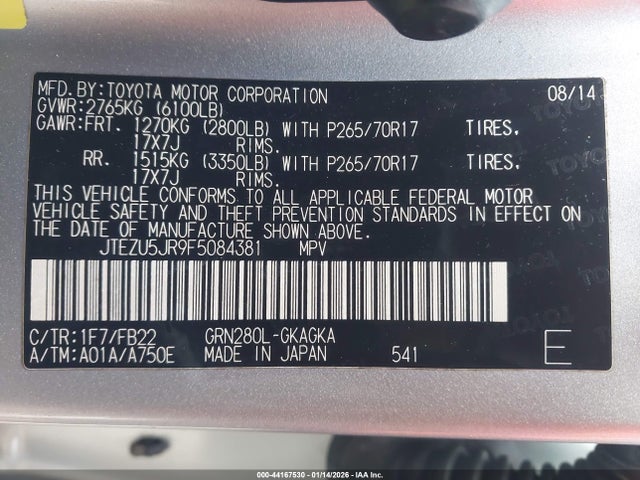 MFD.BY:TOYOTA MOTOR CORPORATION 08/14
GVWR:2765KG (6100LB)
GAWR:FRT. 1270KG (2800LB) WITH P265/70R17 TIRES.
17X7J RIMS.
RR. 1515KG (3350LB) WITH P265/70R17 TIRES.
17X7J RIMS.
THIS VEHICLE CONFORMS TO ALL APPLICABLE FEDERAL MOTOR
VEHICLE SAFETY AND THEFT PREVENTION STANDARDS IN EFFECT ON
THE DATE OF MANUFACTURE SHOWN ABOVE.
JTEZU5JR9F5084381 MPV
C/TR:1F7/FB22 GRN280L-GKAGKA
A/TM:A01A/A750E MADE IN JAPAN 541 E
000-44167530 - 01/14/2026 - IAA Inc.